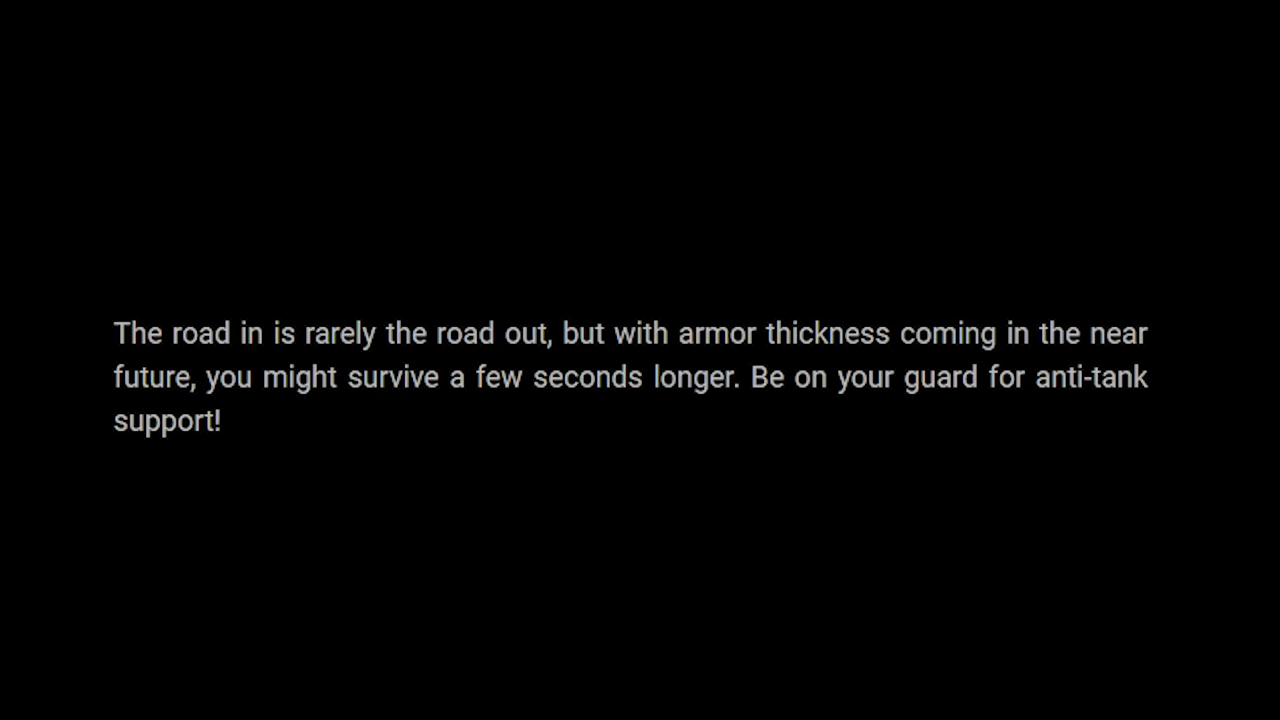 The road in is rarely the road out, but with armor thickness coming in the near
future, you might survive a few seconds longer. Be on your guard for anti-tank
support!